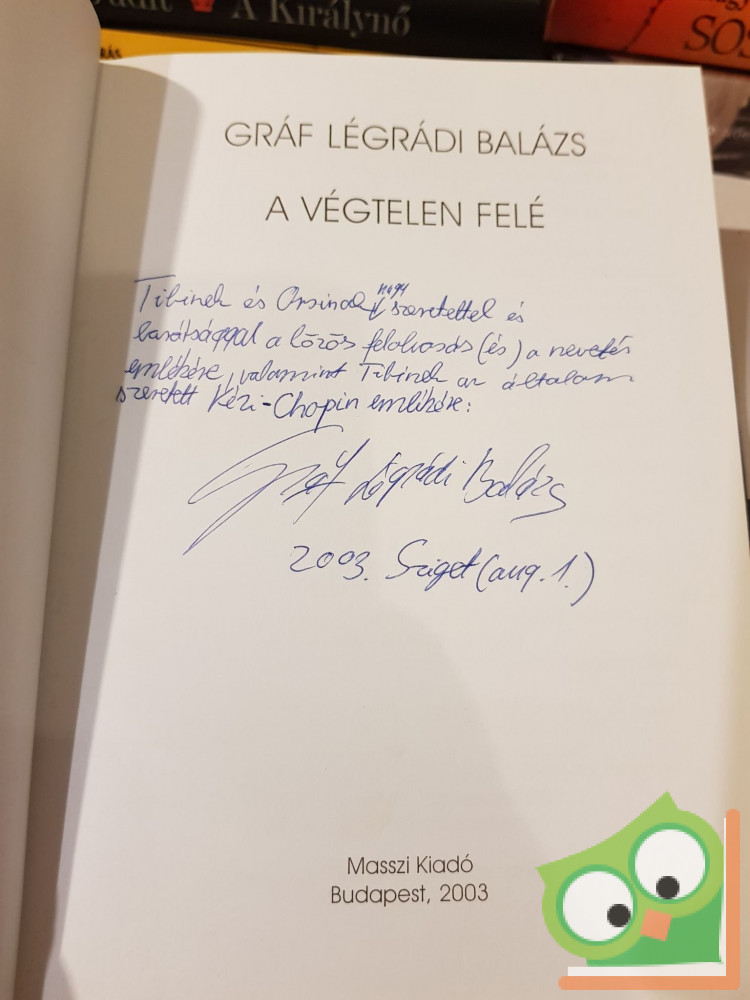 A Királynő
SOS
GRÁF LÉGRÁDI BALÁZS
A VÉGTELEN FELÉ
Tibinek és Orsinak nagy szeretettel és
barátsággal a közös felolvasás (és) a nevetés
emlékére, valamint Tibinek az általam
szeretett Kézi-Chopin emlékére:
Gráf Légrádi Balázs
2003. Sziget (aug. 1.)
Masszi Kiadó
Budapest, 2003